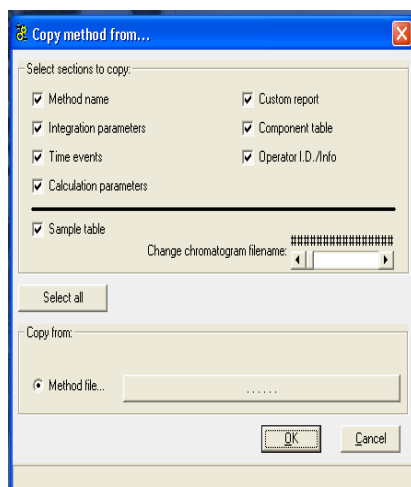 Copy method from...
Select sections to copy:
Method name
Custom report
Integration parameters
Component table
Time events
Operator I.D./Info
Calculation parameters
Sample table
##################
Change chromatogram filename:
Select all
Copy from:
Method file...
. . . . . .
OK
Cancel